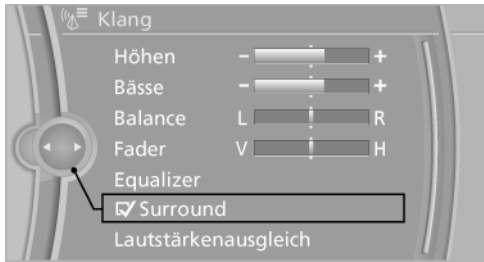 Klang
Höhen - +
Bässe - +
Balance L R
Fader V H
Equalizer
Surround
Lautstärkenausgleich